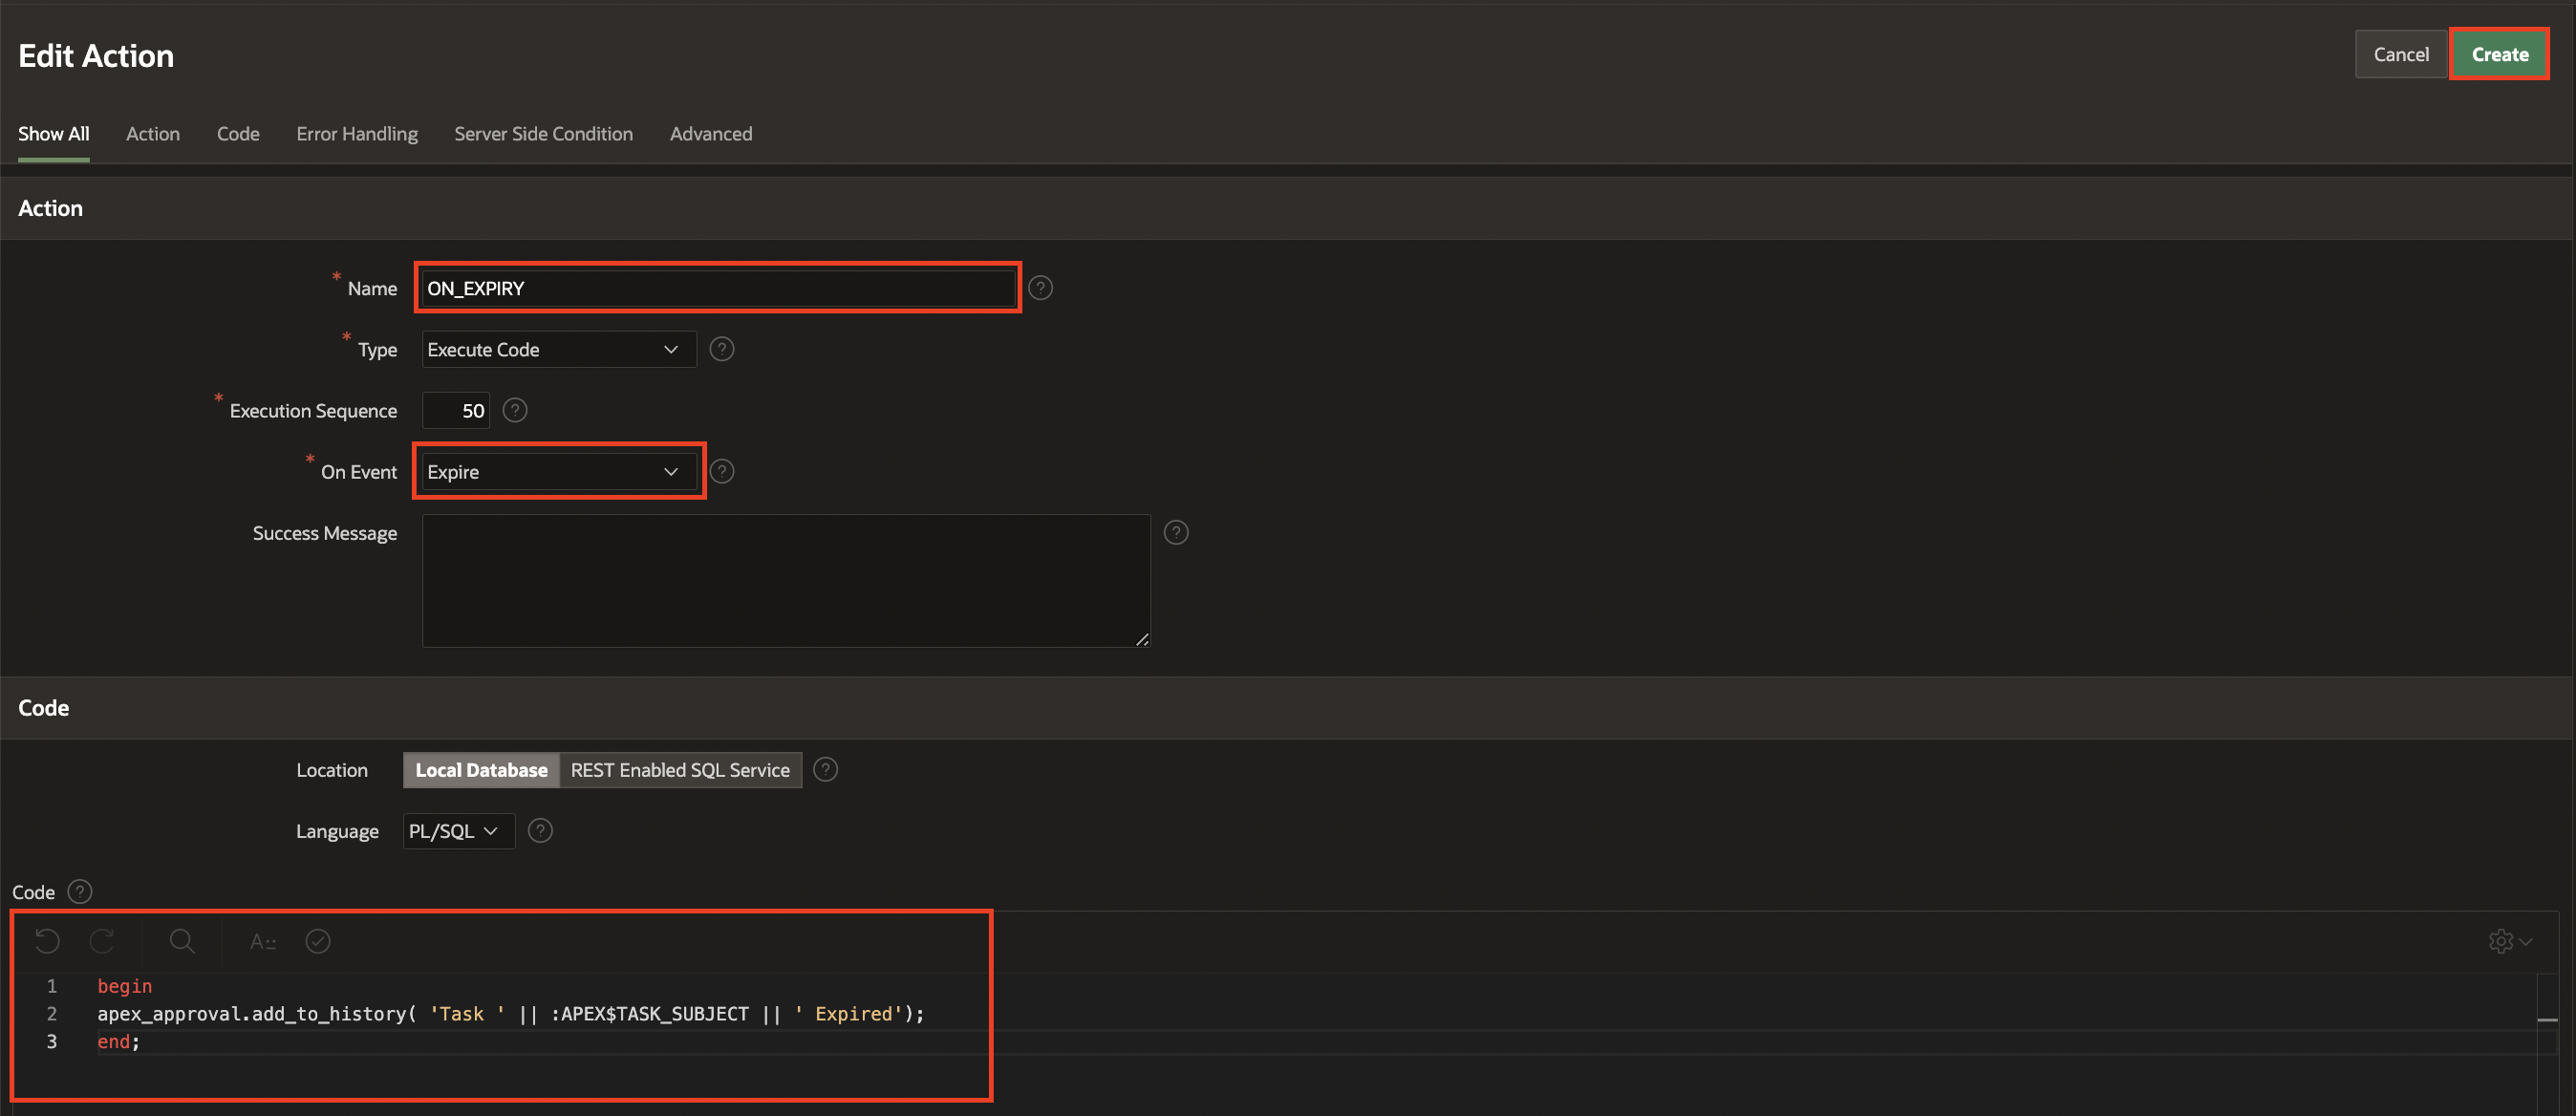 Edit Action
Cancel
Create
Show All Action Code Error Handling Server Side Condition Advanced
Action
* Name ON_EXPIRY ?
* Type Execute Code ?
* Execution Sequence 50 ?
* On Event Expire ?
Success Message ?
Code
Location Local Database REST Enabled SQL Service ?
Language PL/SQL ?
Code ?
1 begin
2 apex_approval.add_to_history( 'Task ' || :APEX$TASK_SUBJECT || ' Expired');
3 end;